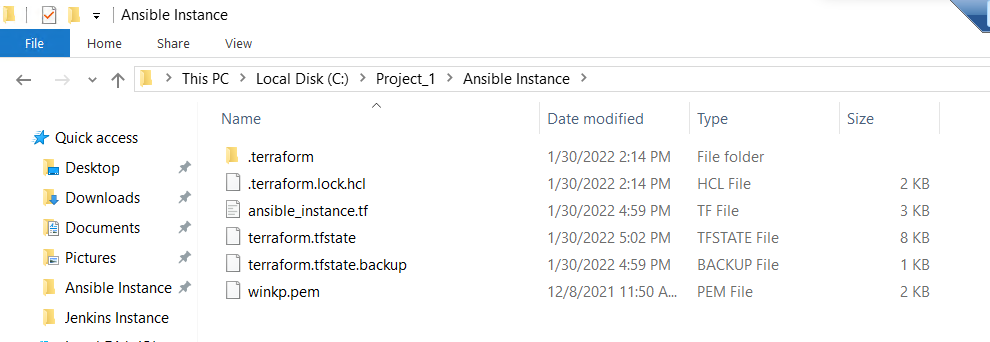 Ansible Instance
File Home Share View
This PC Local Disk (C:) Project_1 Ansible Instance
Name Date modified Type Size
Quick access
Desktop
Downloads
Documents
Pictures
Ansible Instance
Jenkins Instance
.terraform 1/30/2022 2:14 PM File folder
.terraform.lock.hcl 1/30/2022 2:14 PM HCL File 2 KB
ansible_instance.tf 1/30/2022 4:59 PM TF File 3 KB
terraform.tfstate 1/30/2022 5:02 PM TFSTATE File 8 KB
terraform.tfstate.backup 1/30/2022 4:59 PM BACKUP File 1 KB
winkp.pem 12/8/2021 11:50 A... PEM File 2 KB